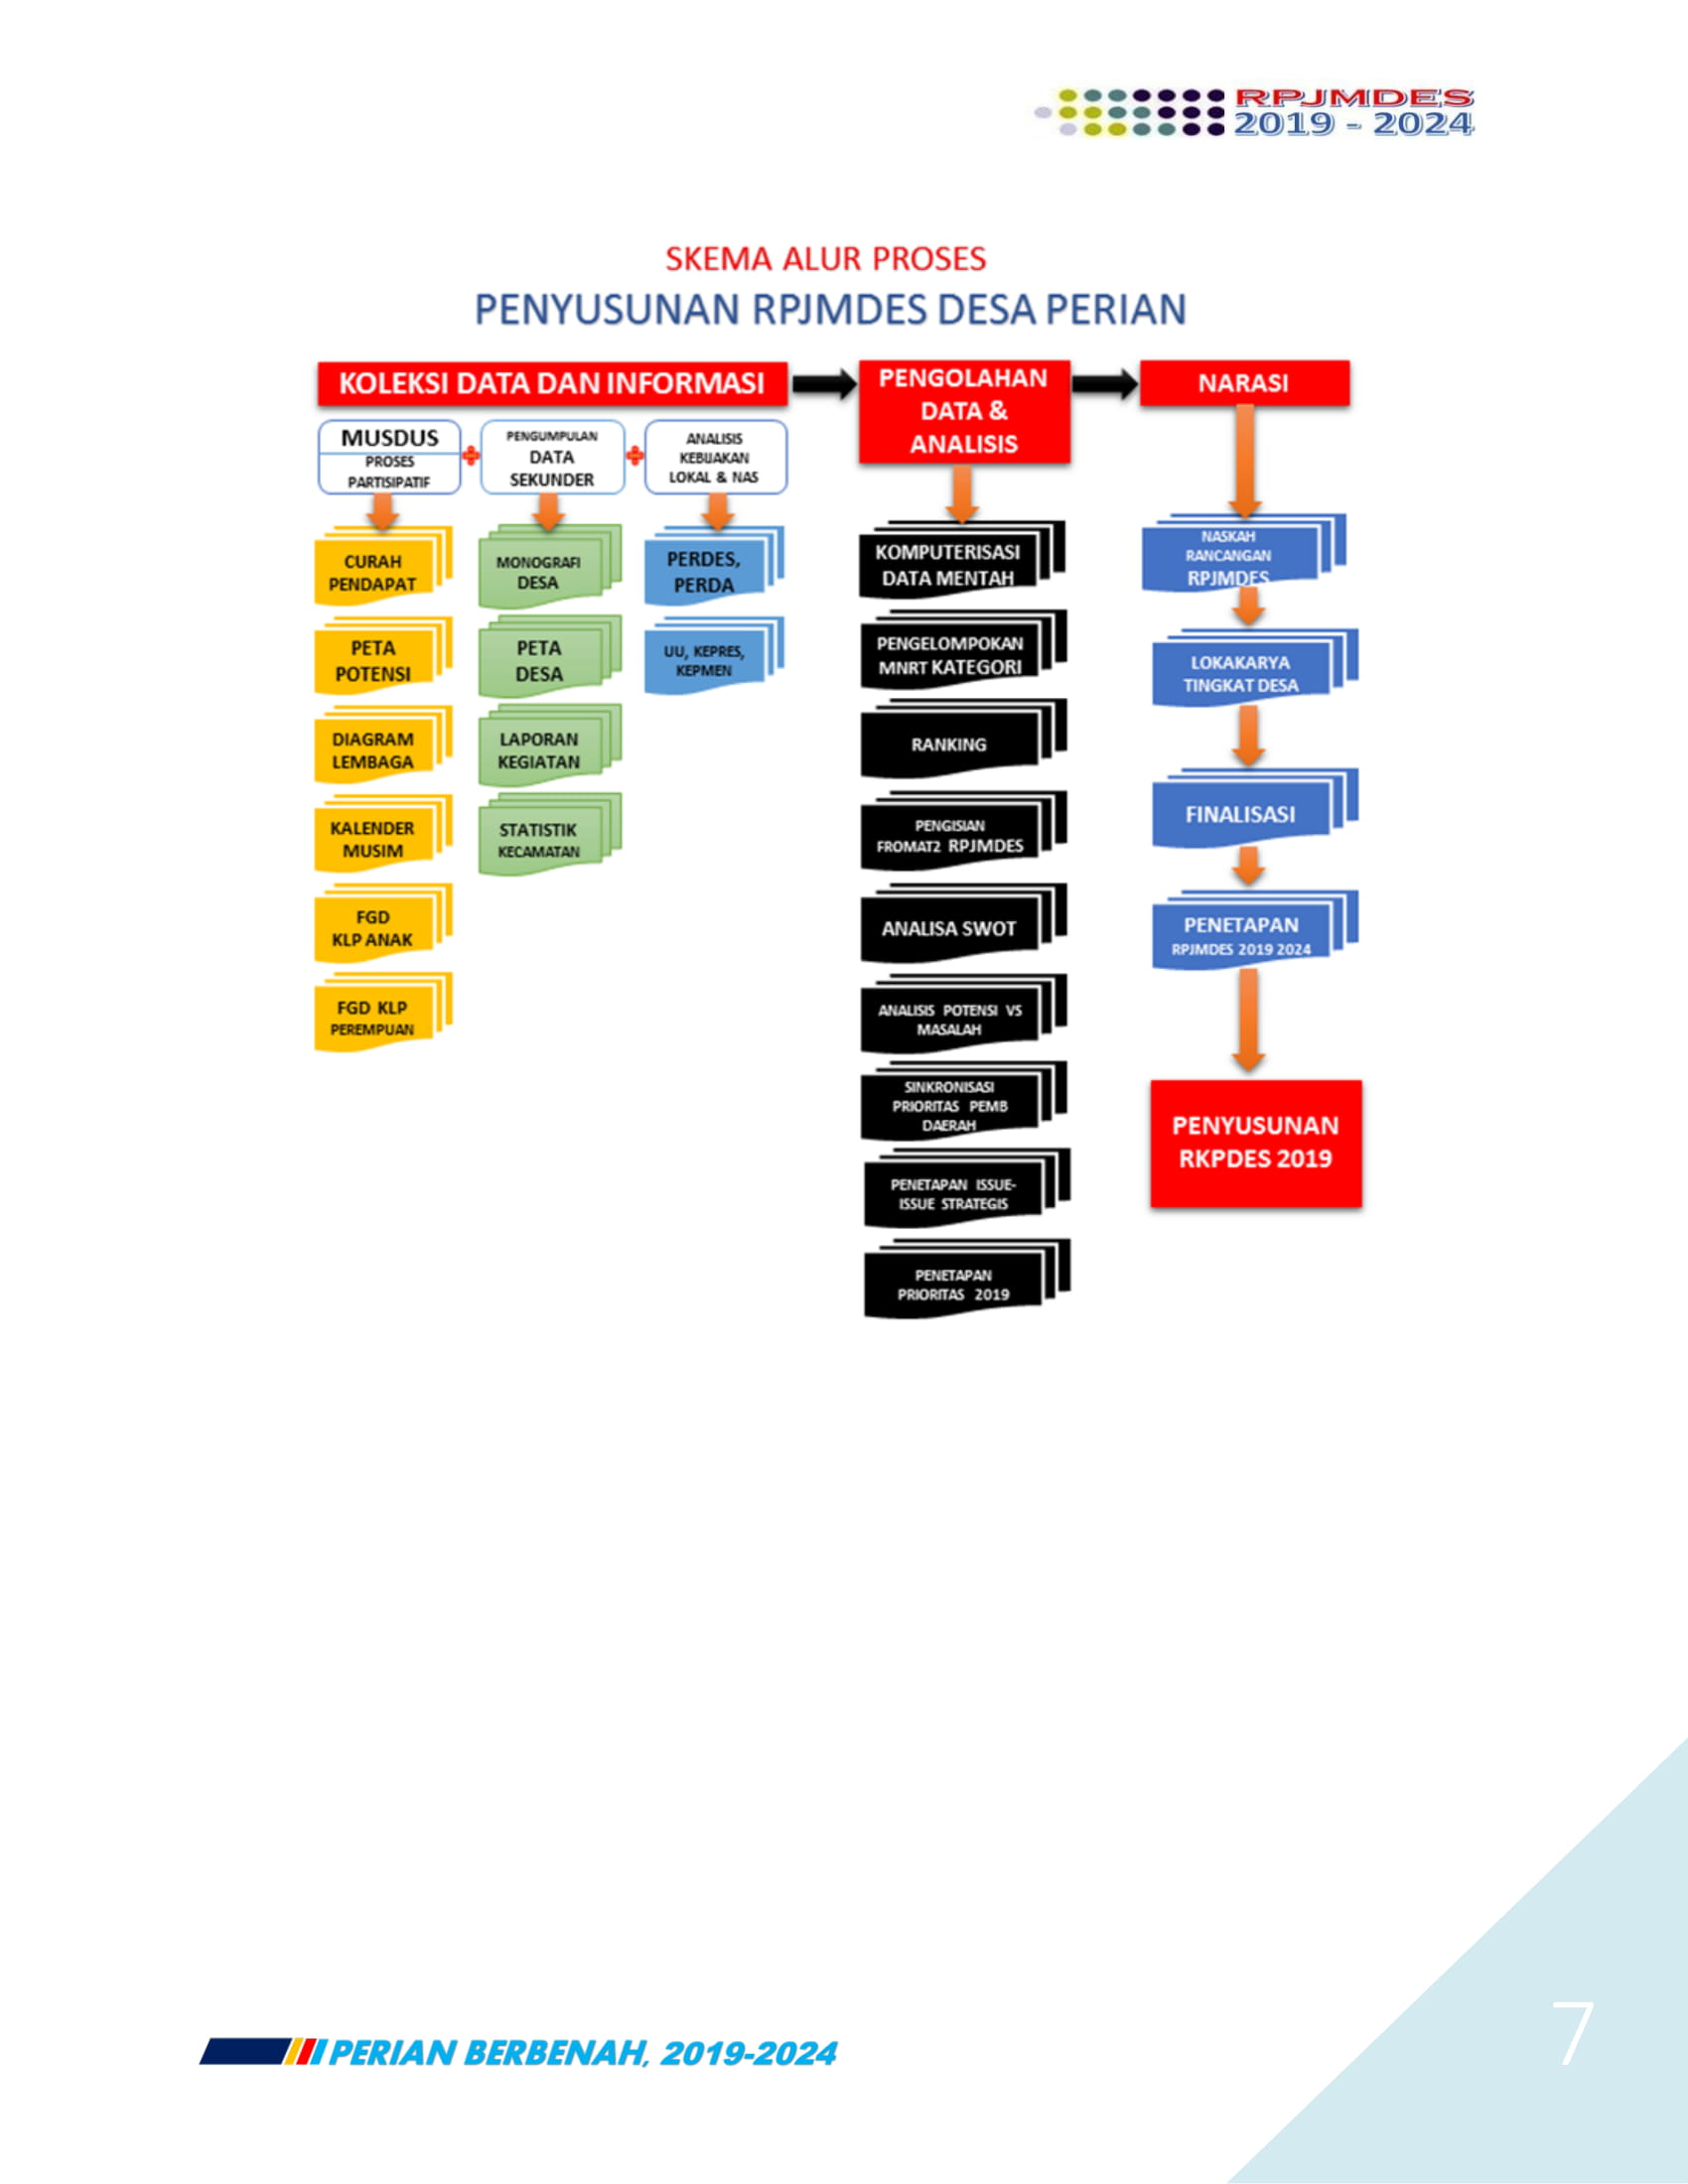 RPJMDES
2019 - 2024
SKEMA ALUR PROSES
PENYUSUNAN RPJMDES DESA PERIAN
KOLEKSI DATA DAN INFORMASI
MUSDUS
PROSES
PARTISIPATIF
PENGUMPULAN
DATA
SEKUNDER
ANALISIS
KEBIJAKAN
LOKAL & NAS
CURAH
PENDAPAT
PETA
POTENSI
DIAGRAM
LEMBAGA
KALENDER
MUSIM
FGD
KLP ANAK
FGD KLP
PEREMPUAN
MONOGRAFI
DESA
PETA
DESA
LAPORAN
KEGIATAN
STATISTIK
KECAMATAN
PERDES,
PERDA
UU, KEPRES,
KEPMEN
PENGOLAHAN
DATA &
ANALISIS
KOMPUTERISASI
DATA MENTAH
PENGELOMPOKAN
MNRT KATEGORI
RANKING
PENGISIAN
FROMAT2 RPJMDES
ANALISA SWOT
ANALISIS POTENSI VS
MASALAH
SINKRONISASI
PRIORITAS PEMB
DAERAH
PENETAPAN ISSUE-
ISSUE STRATEGIS
PENETAPAN
PRIORITAS 2019
NARASI
NASKAH
RANCANGAN
RPJMDES
LOKAKARYA
TINGKAT DESA
FINALISASI
PENETAPAN
RPJMDES 2019 2024
PENYUSUNAN
RKPDES 2019
PERIAN BERBENAH, 2019-2024
7